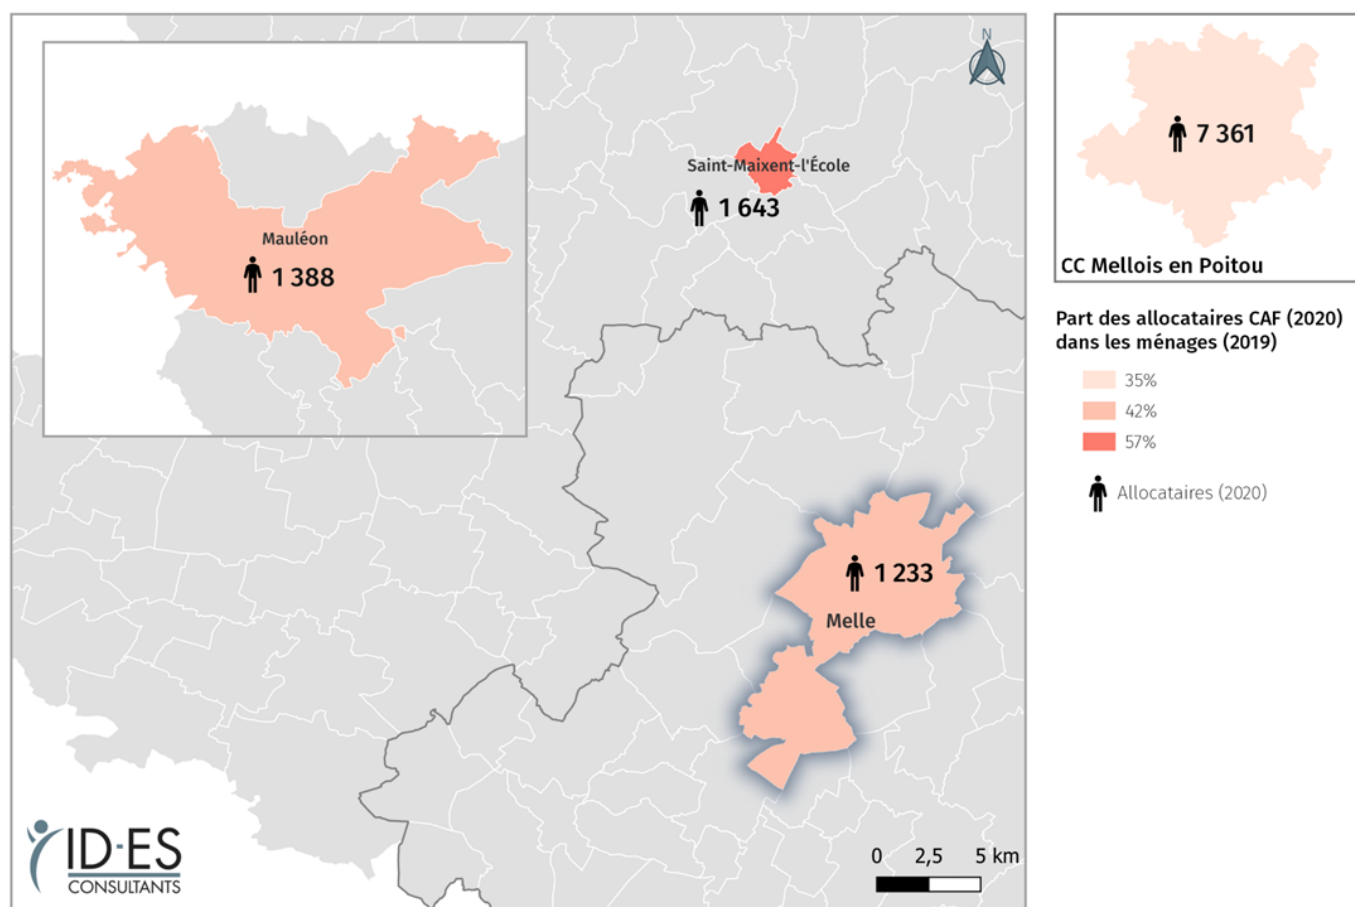 N
Saint-Maixent-l'École
1 643
Mauléon
1 388
7 361
CC Mellois en Poitou
Part des allocataires CAF (2020)
dans les ménages (2019)
35%
42%
57%
Allocataires (2020)
1 233
Melle
0 2,5 5 km
ID-ES
CONSULTANTS